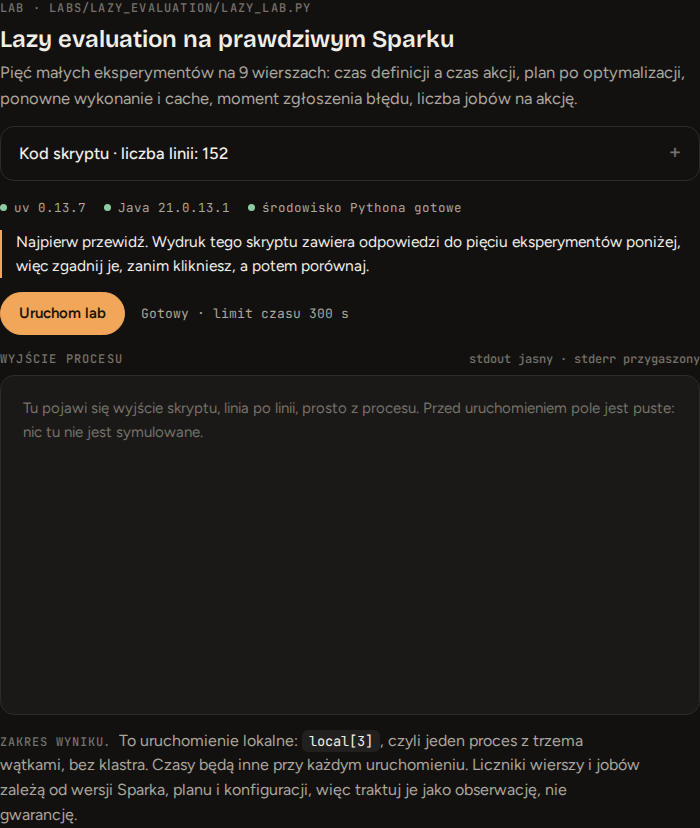 LAB · LABS/LAZY_EVALUATION/LAZY_LAB.PY
Lazy evaluation na prawdziwym Sparku
Pięć małych eksperymentów na 9 wierszach: czas definicji a czas akcji, plan po optymalizacji,
ponowne wykonanie i cache, moment zgłoszenia błędu, liczba jobów na akcję.
Kod skryptu · liczba linii: 152 +
uv 0.13.7 Java 21.0.13.1 środowisko Pythona gotowe
Najpierw przewidź. Wydruk tego skryptu zawiera odpowiedzi do pięciu eksperymentów poniżej,
więc zgadnij je, zanim klikniesz, a potem porównaj.
Uruchom lab Gotowy · limit czasu 300 s
WYJŚCIE PROCESU stdout jasny · stderr przygaszony
Tu pojawi się wyjście skryptu, linia po linii, prosto z procesu. Przed uruchomieniem pole jest puste:
nic tu nie jest symulowane.
ZAKRES WYNIKU. To uruchomienie lokalne: local[3], czyli jeden proces z trzema
wątkami, bez klastra. Czasy będą inne przy każdym uruchomieniu. Liczniki wierszy i jobów
zależą od wersji Sparka, planu i konfiguracji, więc traktuj je jako obserwację, nie
gwarancję.